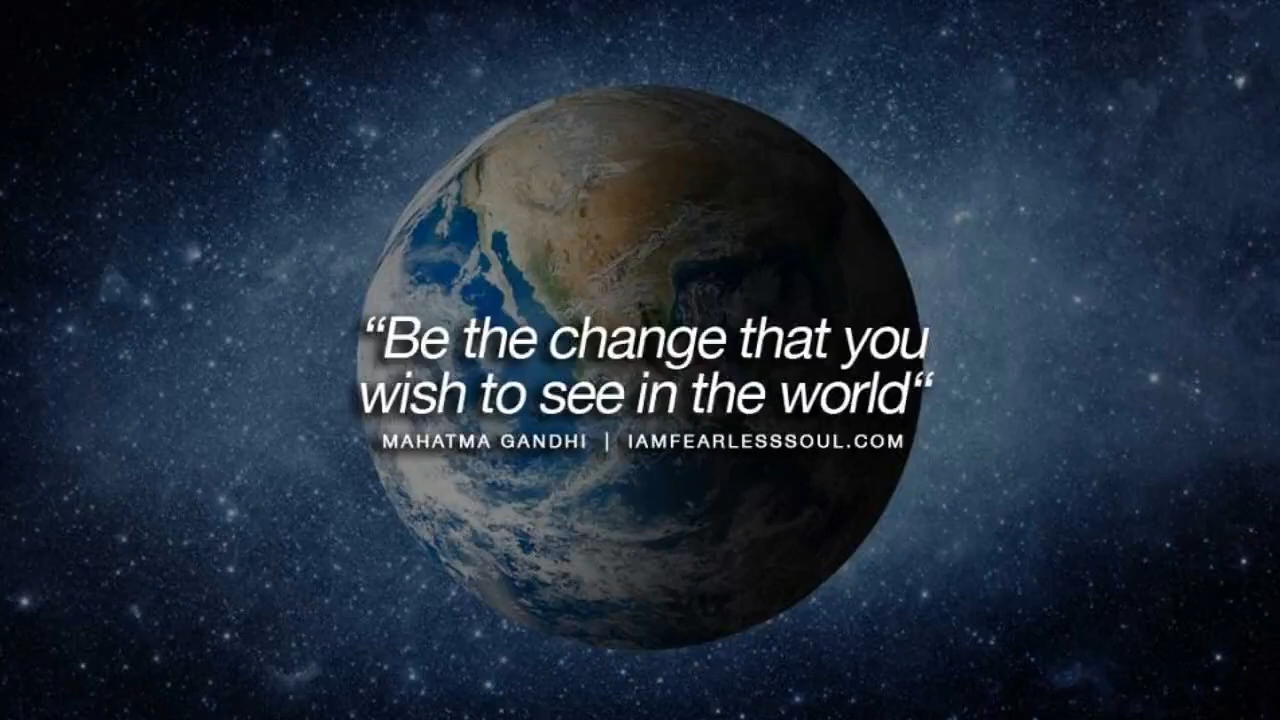 “Be the change that you
wish to see in the world“
MAHATMA GANDHI | IAMFEARLESSSOUL.COM